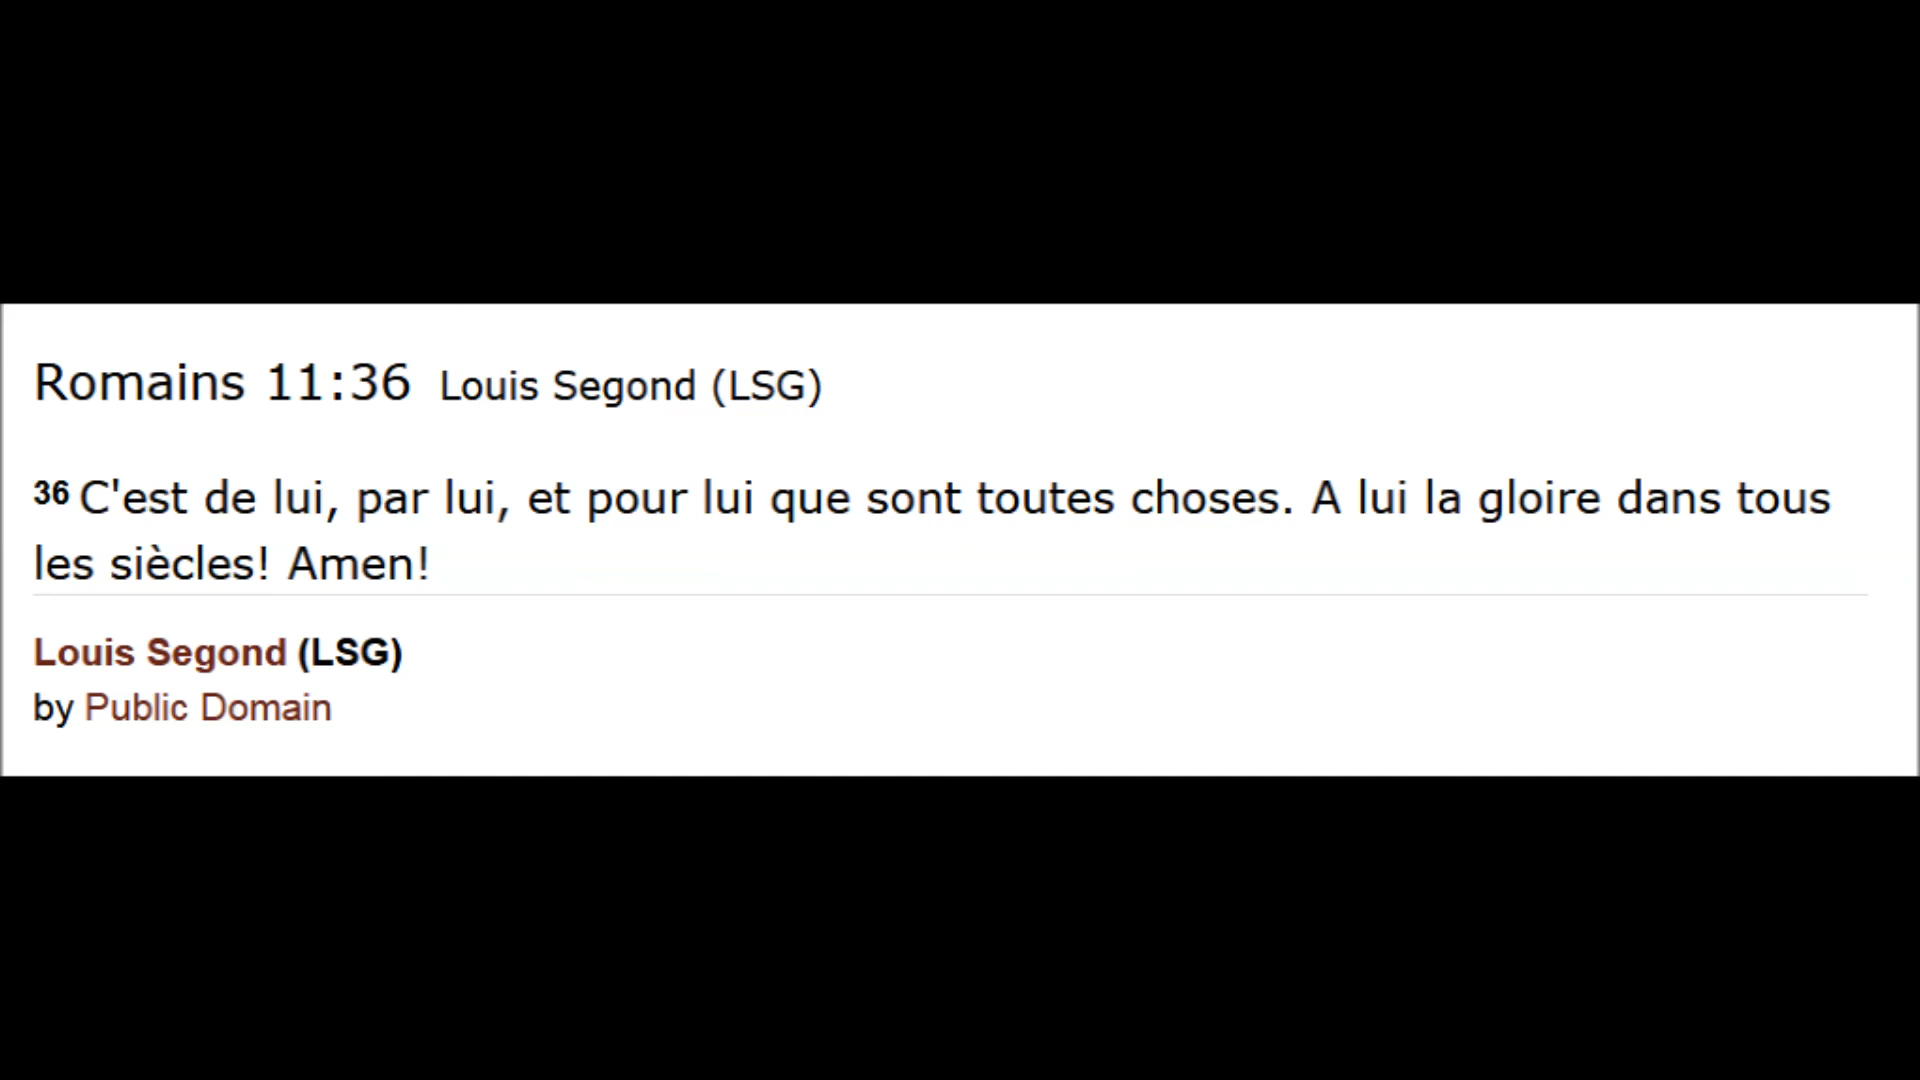 Romains 11:36 Louis Segond (LSG)
36 C'est de lui, par lui, et pour lui que sont toutes choses. A lui la gloire dans tous
les siècles! Amen!
Louis Segond (LSG)
by Public Domain